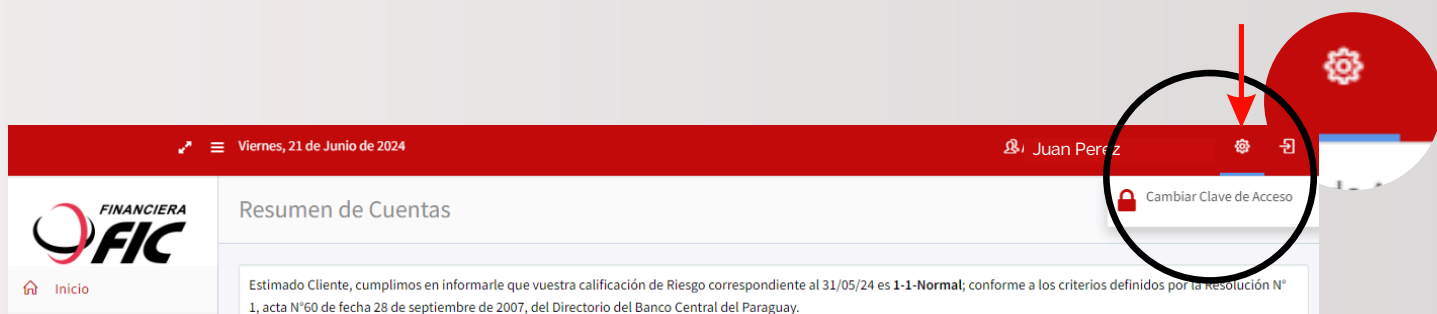 Viernes, 21 de Junio de 2024
Juan Perez
FINANCIERA
FIC
Resumen de Cuentas
Cambiar Clave de Acceso
Inicio
Estimado Cliente, cumplimos en informarle que vuestra calificación de Riesgo correspondiente al 31/05/24 es 1-1-Normal; conforme a los criterios definidos por la Resolución N°
1, acta N°60 de fecha 28 de septiembre de 2007, del Directorio del Banco Central del Paraguay.